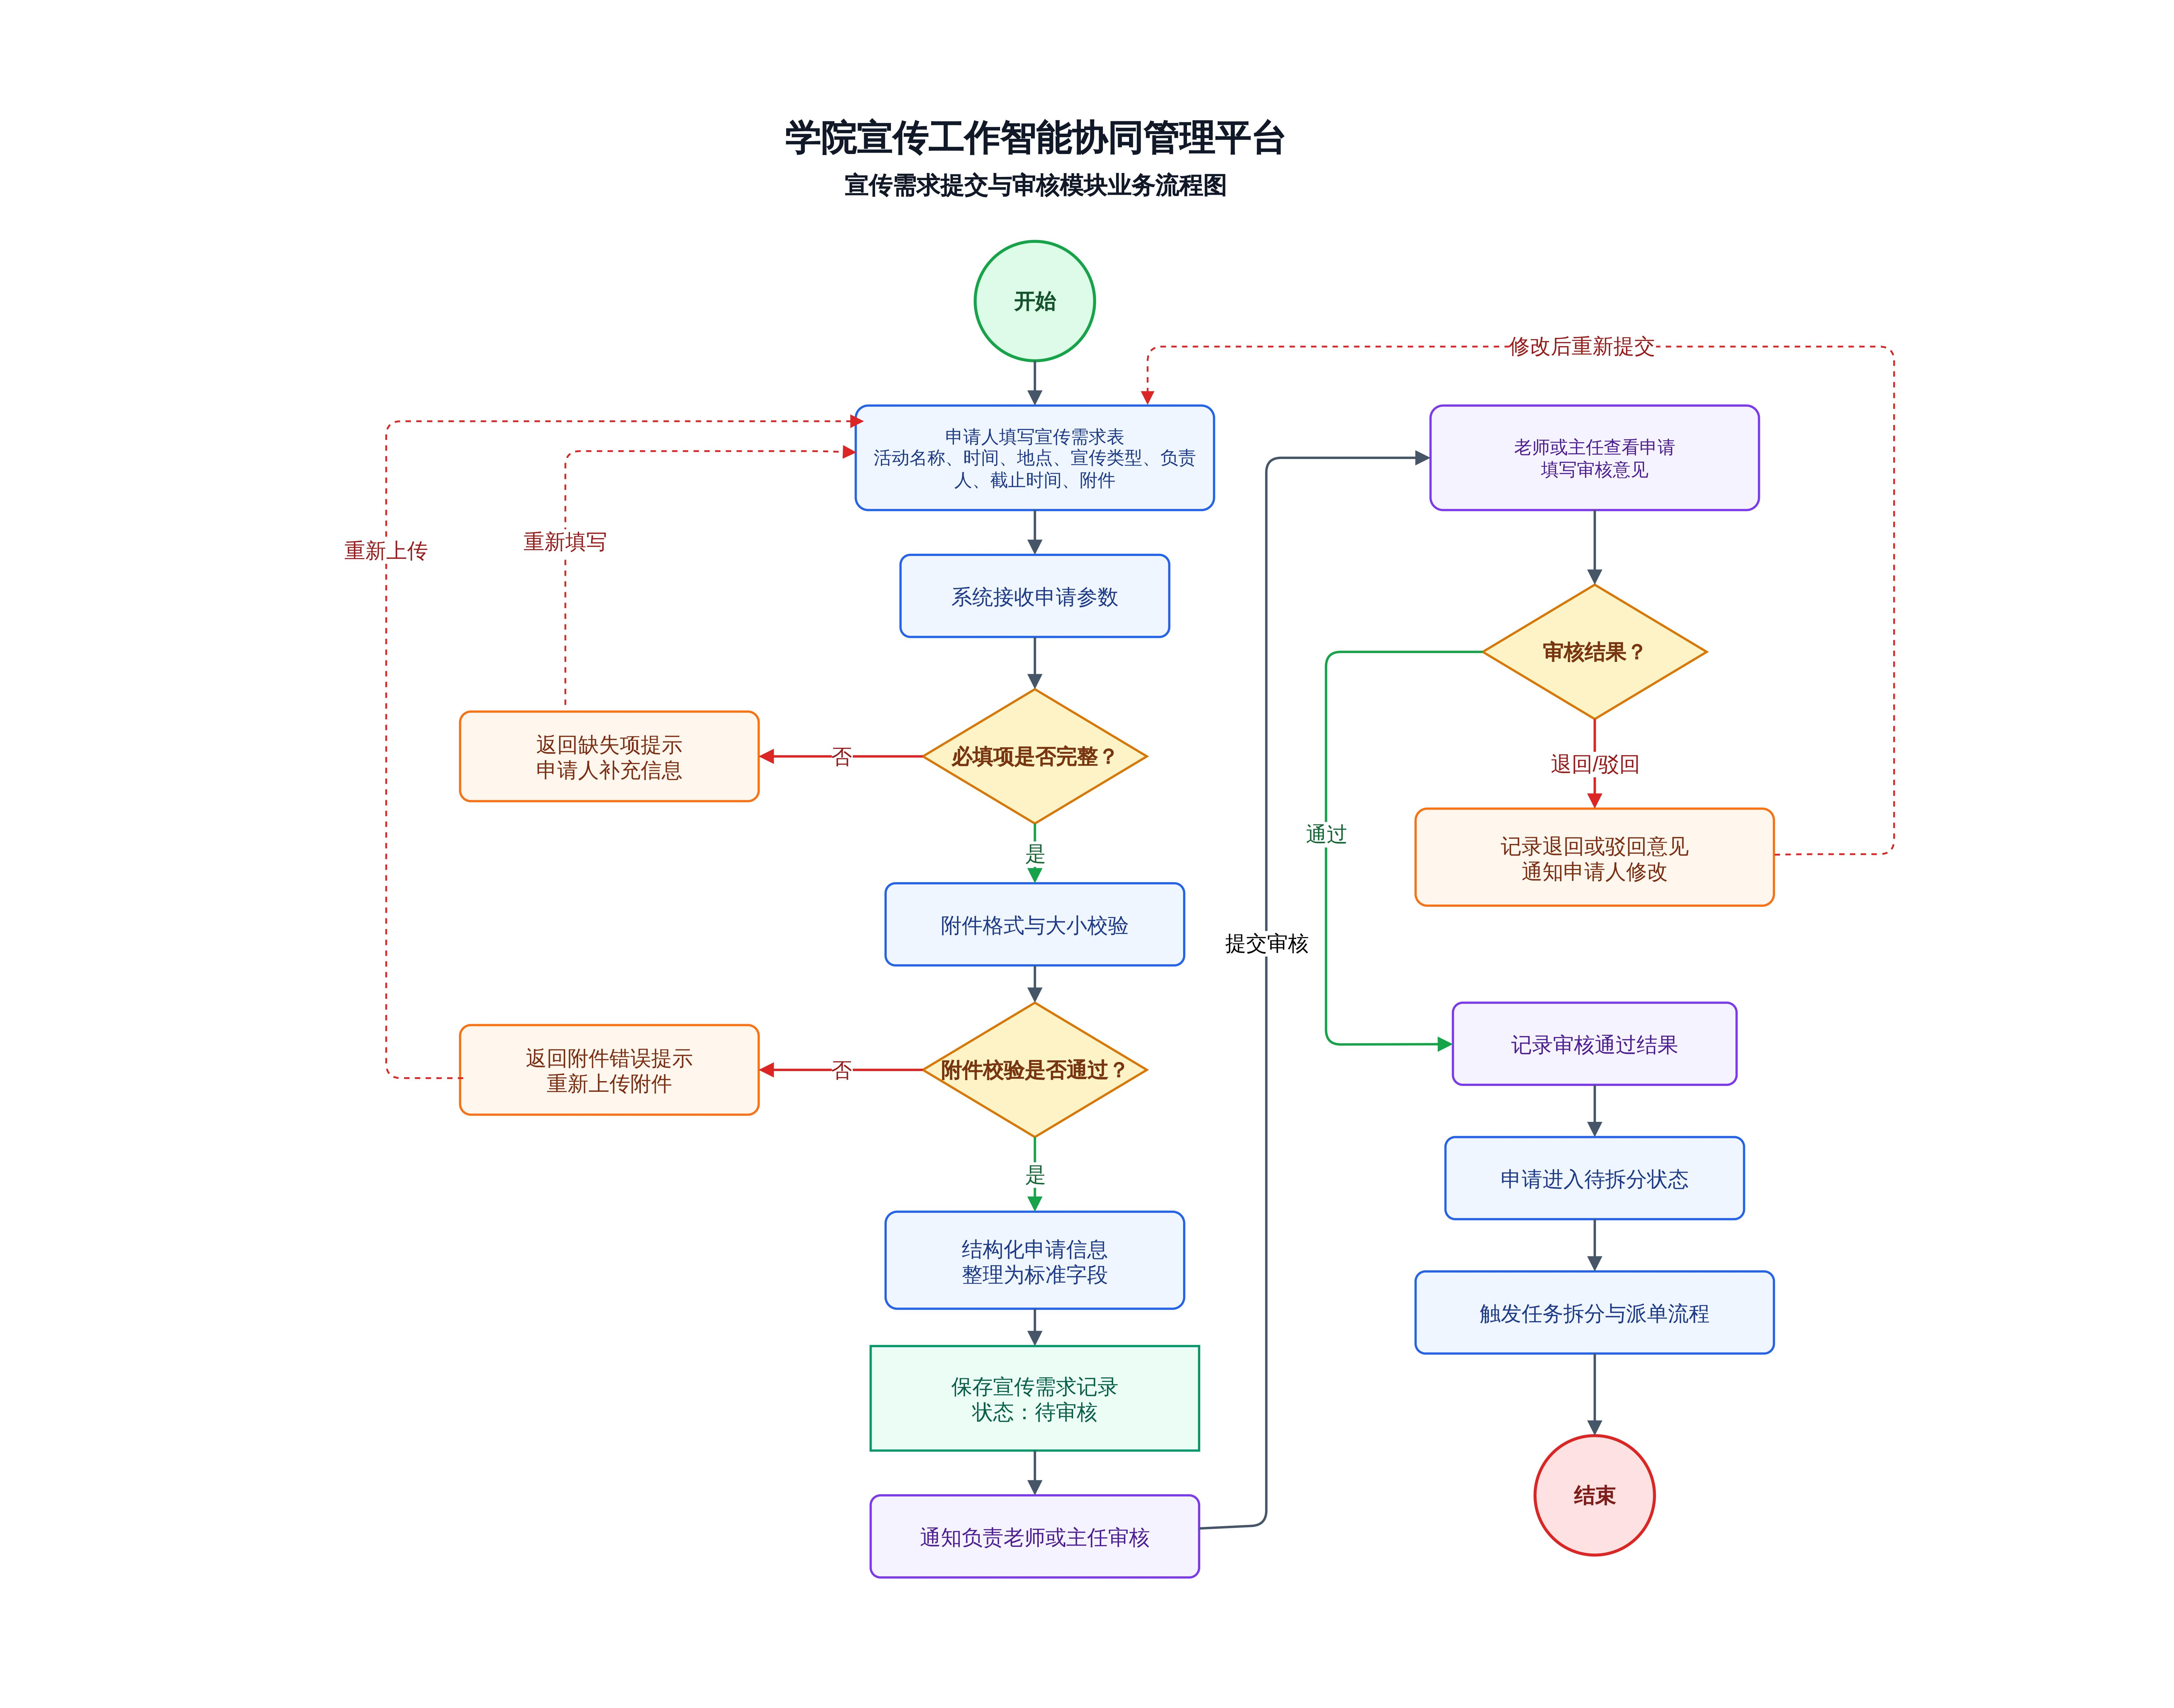 学院宣传工作智能协同管理平台
宣传需求提交与审核模块业务流程图
开始
修改后重新提交
申请人填写宣传需求表
活动名称、时间、地点、宣传类型、负责
人、截止时间、附件
老师或主任查看申请
填写审核意见
重新上传
重新填写
系统接收申请参数
审核结果？
返回缺失项提示
申请人补充信息
否
必填项是否完整？
退回/驳回
通过
是
记录退回或驳回意见
通知申请人修改
附件格式与大小校验
提交审核
返回附件错误提示
重新上传附件
否
附件校验是否通过？
记录审核通过结果
是
申请进入待拆分状态
结构化申请信息
整理为标准字段
触发任务拆分与派单流程
保存宣传需求记录
状态：待审核
通知负责老师或主任审核
结束